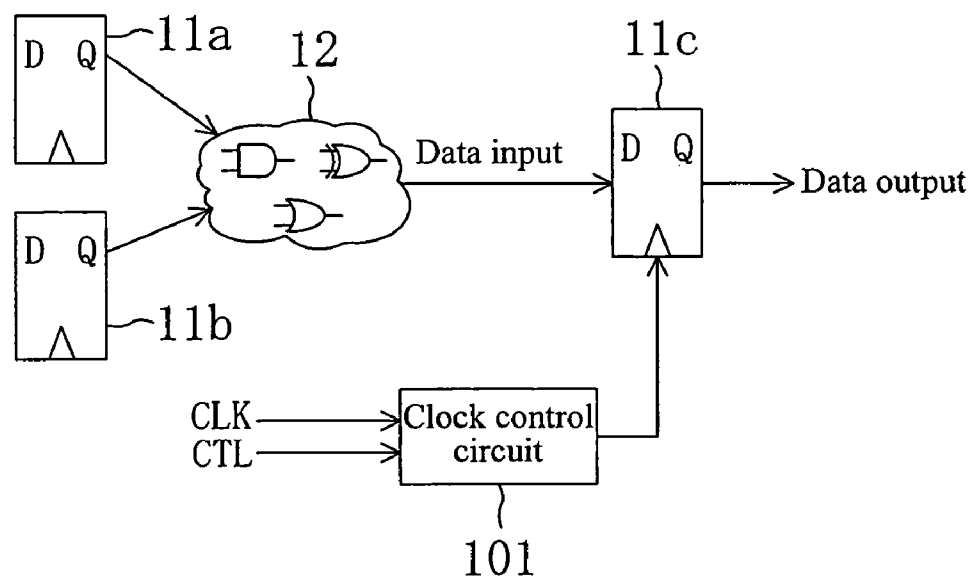 D Q
11a
12
11c
D Q
Data input
Data output
D Q
11b
CLK
CTL
Clock control
circuit
101